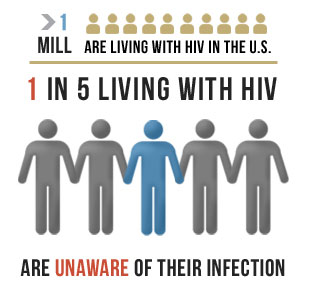 > 1
MILL ARE LIVING WITH HIV IN THE U.S.
1 IN 5 LIVING WITH HIV
ARE UNAWARE OF THEIR INFECTION